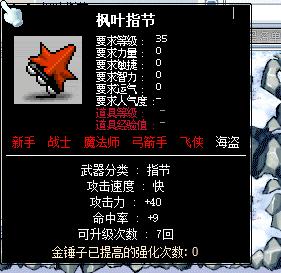 枫叶指节
要求等级: 35
要求力量: 0
要求敏捷: 0
要求智力: 0
要求运气: 0
要求人气度: -
道具等级: -
道具经验值: -
新手 战士 魔法师 弓箭手 飞侠 海盗
武器分类 : 指节
攻击速度 : 快
攻击力 : +40
命中率 : +9
可升级次数 : 7回
金锤子已提高的强化次数: 0